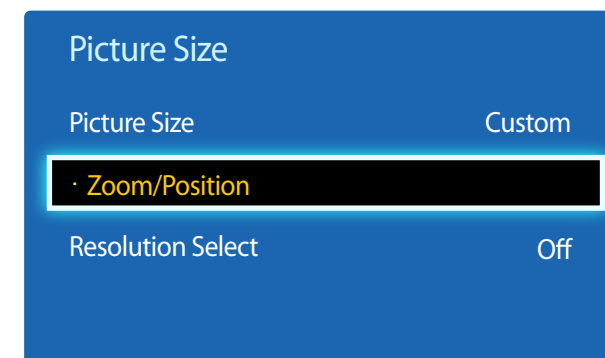 Picture Size
Picture Size Custom
· Zoom/Position
Resolution Select Off